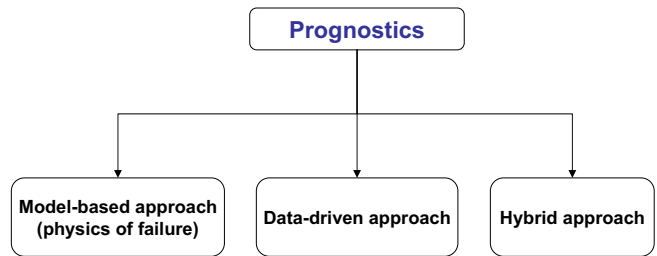 Prognostics
Model-based approach
(physics of failure)
Data-driven approach
Hybrid approach